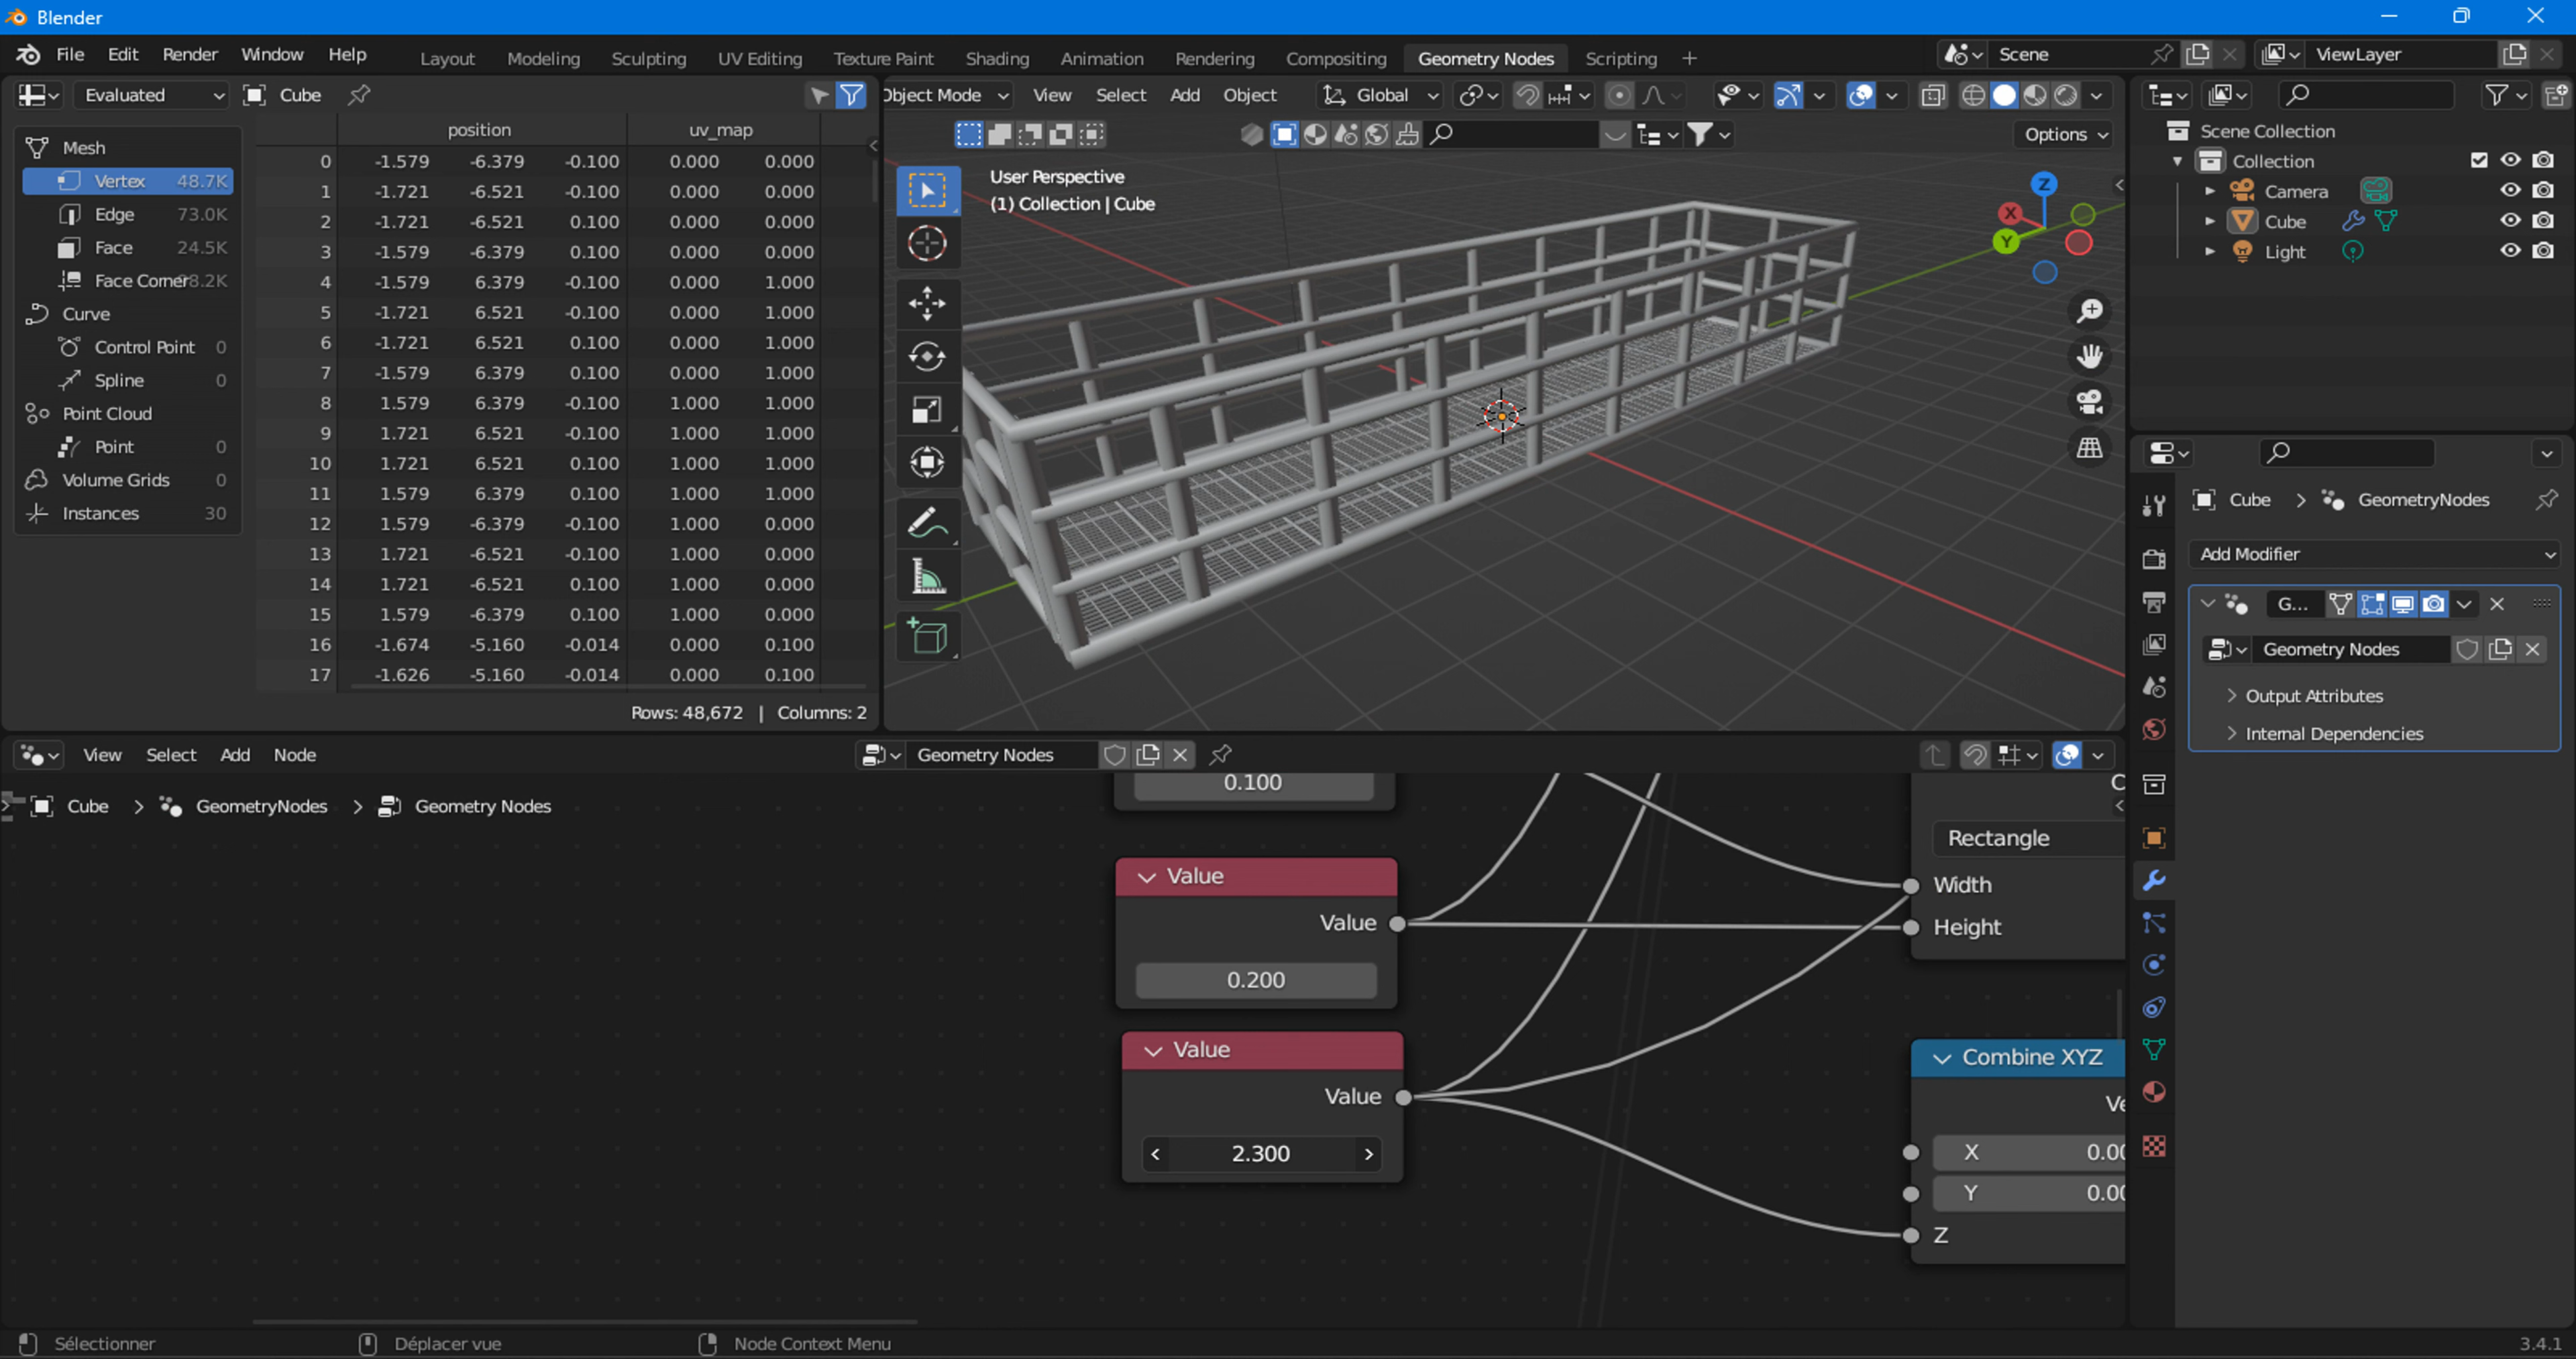 Blender
File Edit Render Window Help Layout Modeling Sculpting UV Editing Texture Paint Shading Animation Rendering Compositing Geometry Nodes Scripting + Scene ViewLayer
Evaluated Cube
position uv_map
Mesh
Vertex 48.7K
Edge 73.0K
Face 24.5K
Face Corner 8.2K
Curve
Control Point 0
Spline 0
Point Cloud
Point 0
Volume Grids 0
Instances 30
0 -1.579 -6.379 -0.100 0.000 0.000
1 -1.721 -6.521 -0.100 0.000 0.000
2 -1.721 -6.521 0.100 0.000 0.000
3 -1.579 -6.379 0.100 0.000 0.000
4 -1.579 6.379 -0.100 0.000 1.000
5 -1.721 6.521 -0.100 0.000 1.000
6 -1.721 6.521 0.100 0.000 1.000
7 -1.579 6.379 0.100 0.000 1.000
8 1.579 6.379 -0.100 1.000 1.000
9 1.721 6.521 -0.100 1.000 1.000
10 1.721 6.521 0.100 1.000 1.000
11 1.579 6.379 0.100 1.000 1.000
12 1.579 -6.379 -0.100 1.000 0.000
13 1.721 -6.521 -0.100 1.000 0.000
14 1.721 -6.521 0.100 1.000 0.000
15 1.579 -6.379 0.100 1.000 0.000
16 -1.674 -5.160 -0.014 0.000 0.100
17 -1.626 -5.160 -0.014 0.000 0.100
Rows: 48,672 | Columns: 2
Object Mode View Select Add Object Global
Options
User Perspective
(1) Collection | Cube
Z
X
Y
Scene Collection
Collection
Camera
Cube
Light
Cube > GeometryNodes
Add Modifier
G...
Geometry Nodes
Output Attributes
Internal Dependencies
View Select Add Node Geometry Nodes
Cube > GeometryNodes > Geometry Nodes
0.100
Value
Value
0.200
Value
Value
2.300
C
Rectangle
Width
Height
Combine XYZ
Ve
X 0.00
Y 0.00
Z
Sélectionner Déplacer vue Node Context Menu 3.4.1